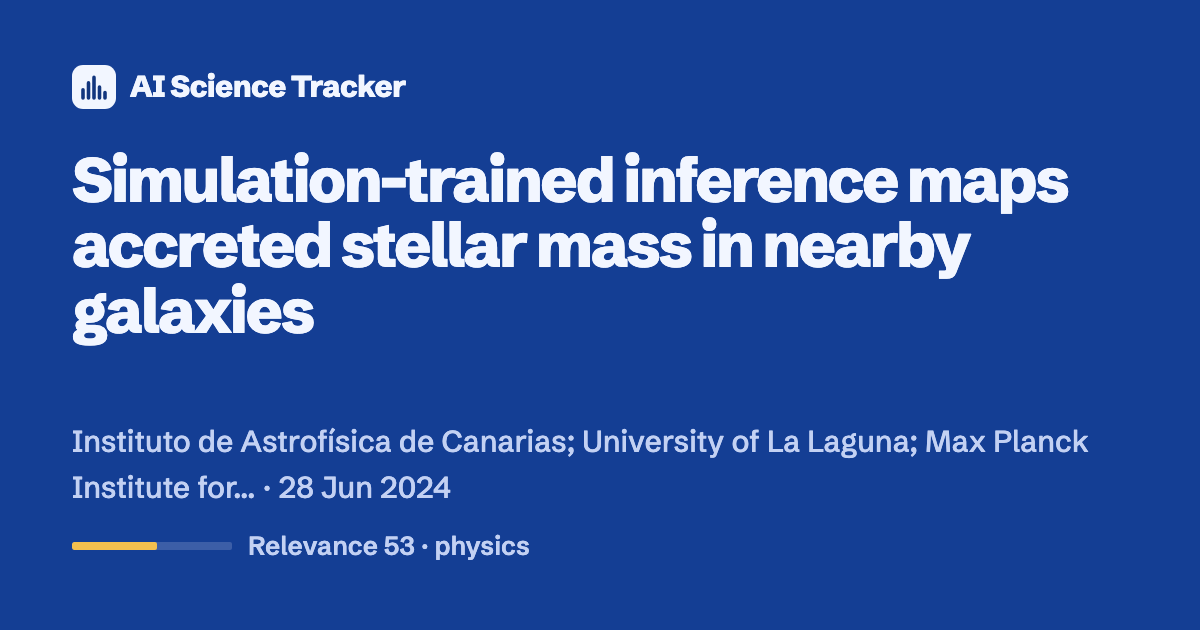 AI Science Tracker
Simulation-trained inference maps
accreted stellar mass in nearby
galaxies
Instituto de Astrofísica de Canarias; University of La Laguna; Max Planck
Institute for... · 28 Jun 2024
Relevance 53 · physics